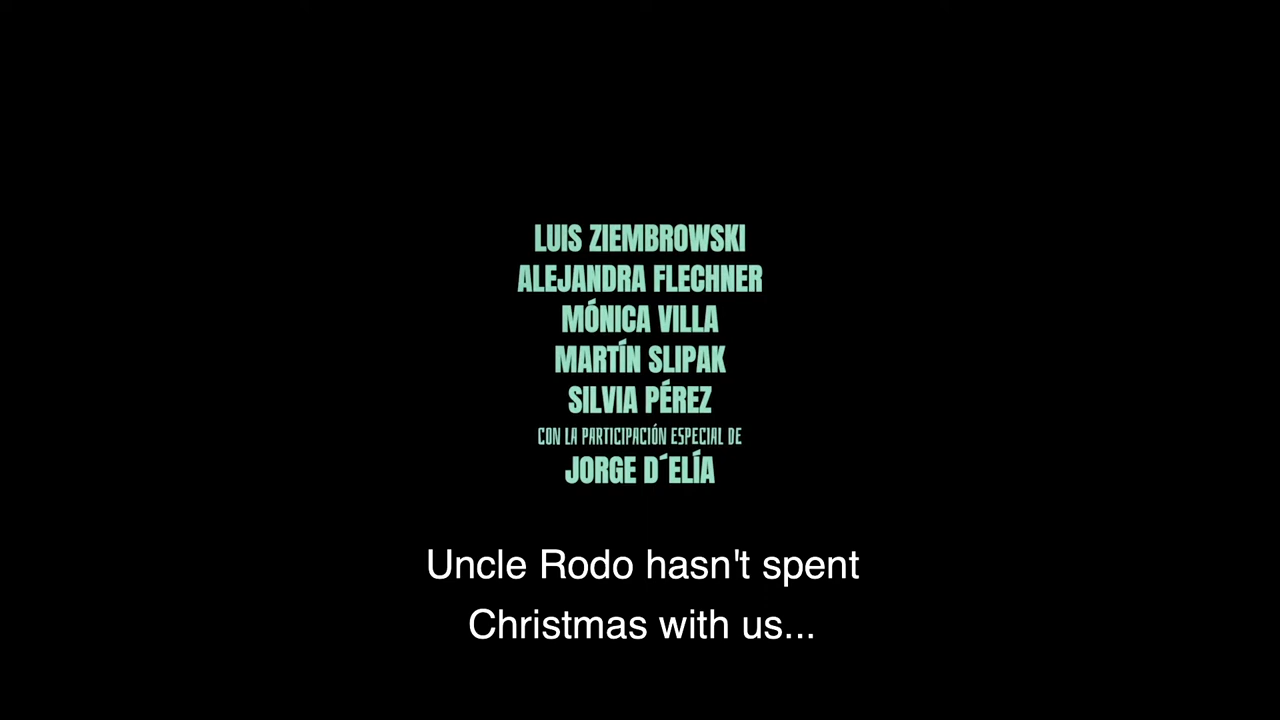 LUIS ZIEMBROWSKI
ALEJANDRA FLECHNER
MÓNICA VILLA
MARTÍN SLIPAK
SILVIA PÉREZ
CON LA PARTICIPACIÓN ESPECIAL DE
JORGE D´ELÍA
Uncle Rodo hasn't spent
Christmas with us...